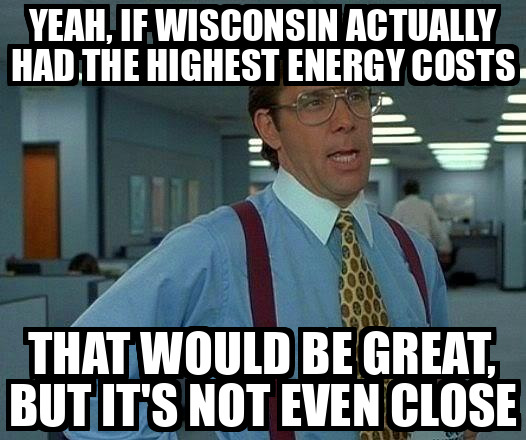 YEAH, IF WISCONSIN ACTUALLY
HAD THE HIGHEST ENERGY COSTS
THAT WOULD BE GREAT,
BUT IT'S NOT EVEN CLOSE